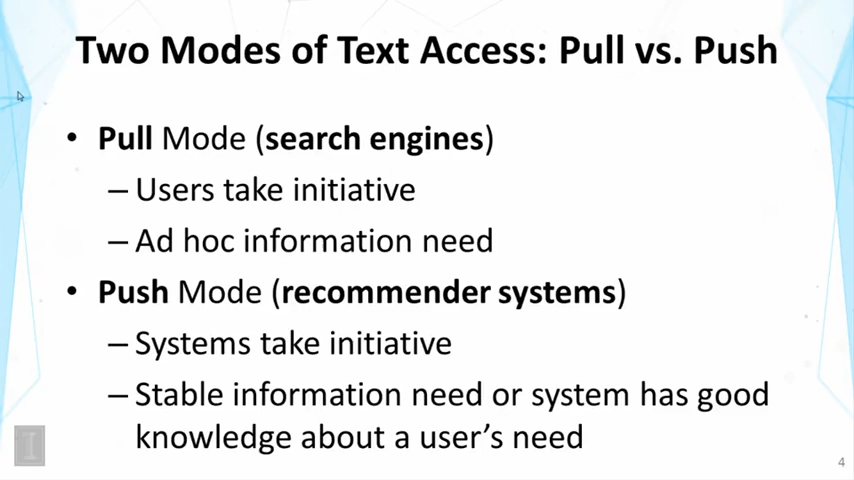 Two Modes of Text Access: Pull vs. Push
• Pull Mode (search engines)
– Users take initiative
– Ad hoc information need
• Push Mode (recommender systems)
– Systems take initiative
– Stable information need or system has good
knowledge about a user's need
I
4